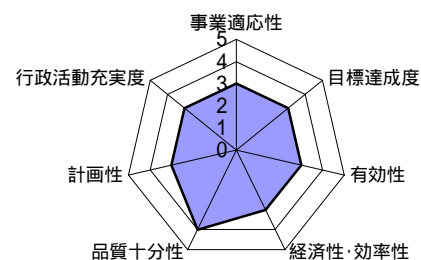 事業適応性
5
4
3
2
1
0
行政活動充実度
目標達成度
計画性
有効性
品質十分性
経済性･効率性